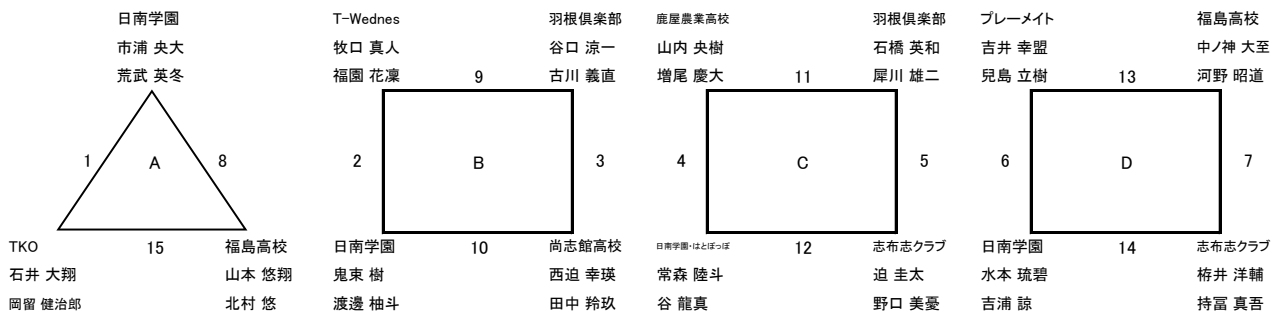 日南学園
市浦 央大
荒武 英冬
1
A
8
TKO
15
福島高校
石井 大翔
山本 悠翔
岡留 健治郎
北村 悠
T-Wednes
羽根倶楽部
牧口 真人
谷口 涼一
福園 花凜
9
古川 義直
2
B
3
日南学園
10
尚志館高校
鬼束 樹
西迫 幸瑛
渡邊 柚斗
田中 羚玖
鹿屋農業高校
羽根倶楽部
山内 央樹
石橋 英和
増尾 慶大
11
犀川 雄二
4
C
5
日南学園・はとぽっぽ
12
志布志クラブ
常森 陸斗
迫 圭太
谷 龍真
野口 美憂
プレーメイト
福島高校
吉井 幸盟
中ノ神 大至
兒島 立樹
13
河野 昭道
6
D
7
日南学園
14
志布志クラブ
水本 琉碧
栫井 洋輔
吉浦 諒
持冨 真吾